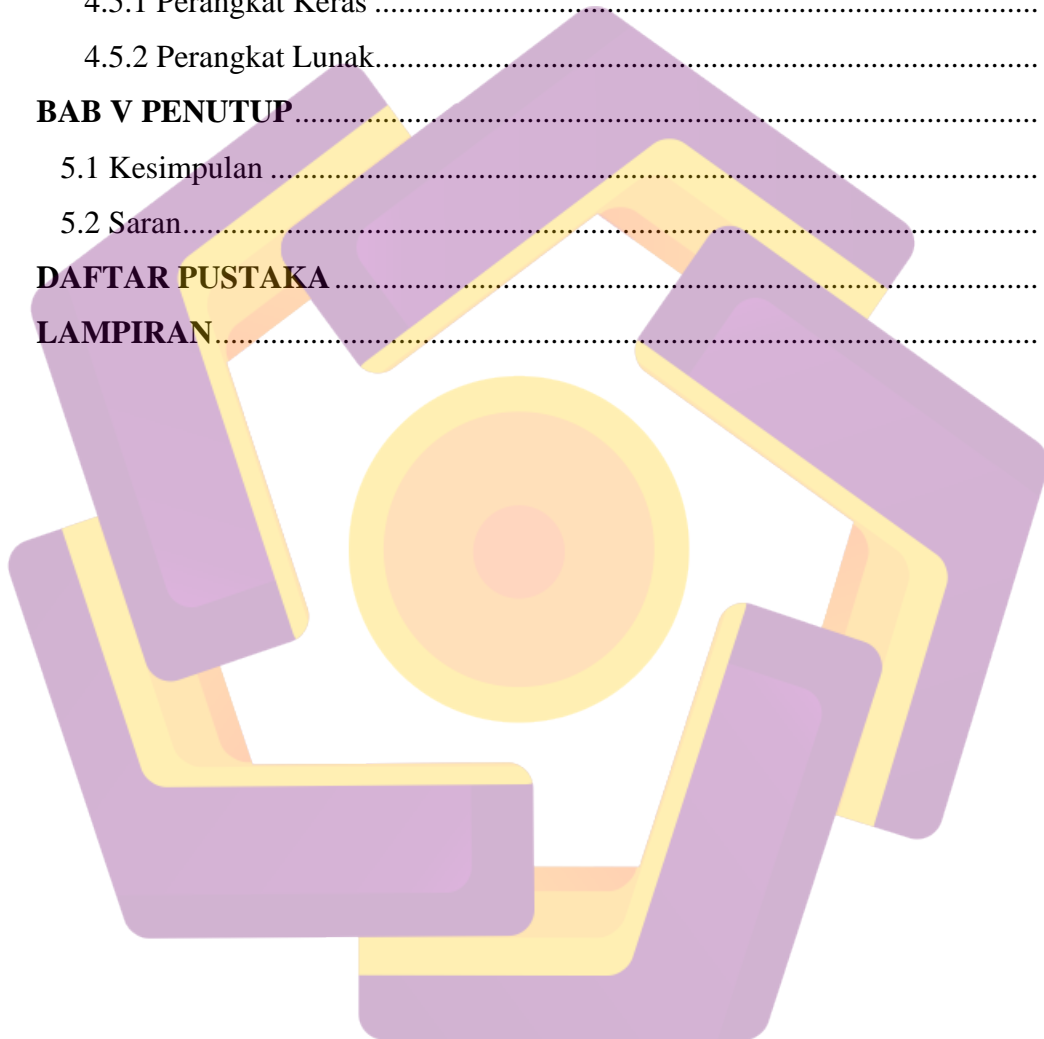 4.5.1 Perangkat Keras ....................................................................................
4.5.2 Perangkat Lunak....................................................................................
BAB V PENUTUP..............................................................................................
5.1 Kesimpulan ................................................................................................
5.2 Saran...........................................................................................................
DAFTAR PUSTAKA ..........................................................................................
LAMPIRAN.........................................................................................................